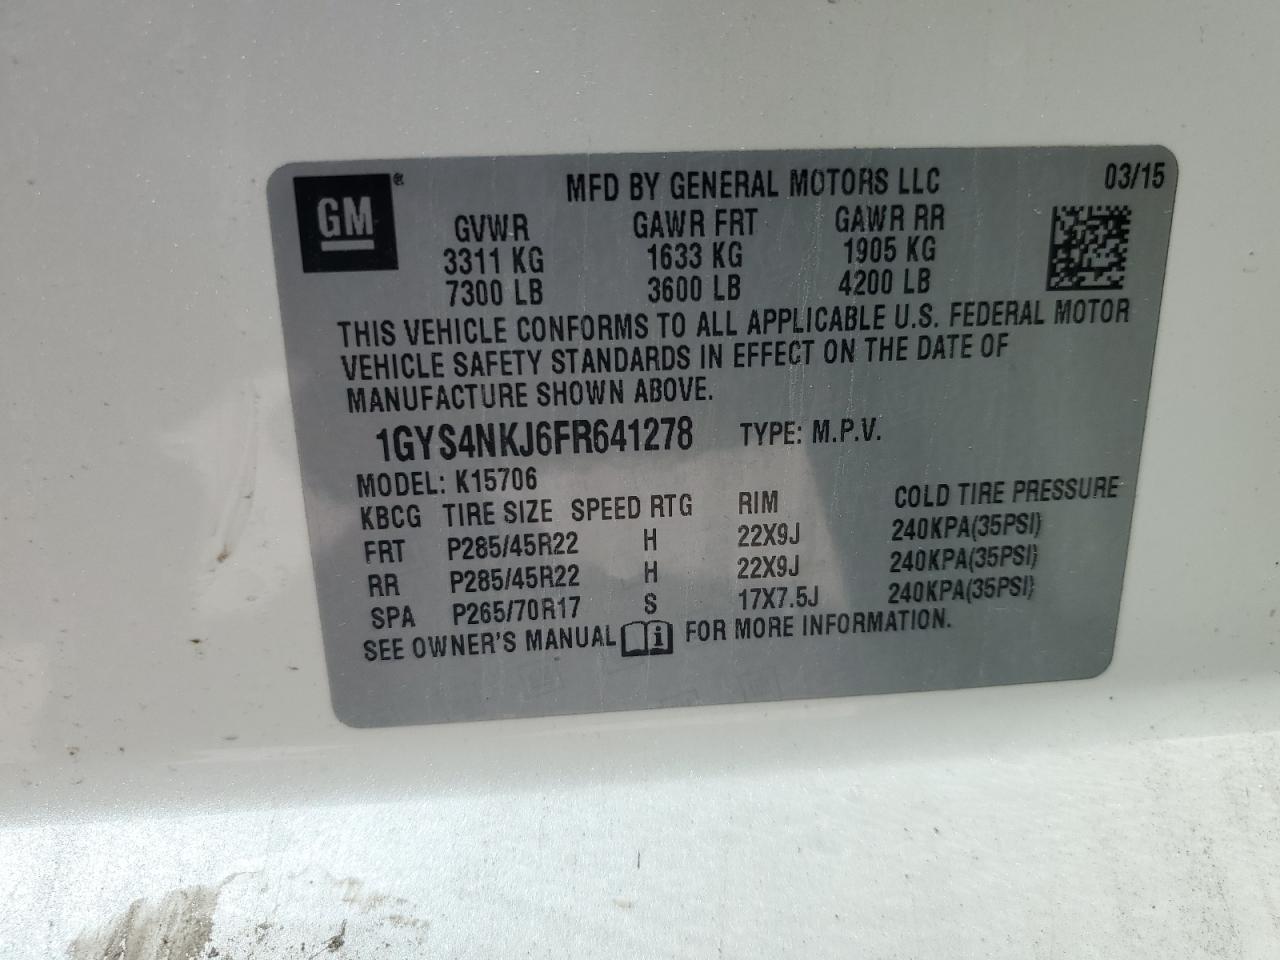 GM®
MFD BY GENERAL MOTORS LLC 03/15
GVWR GAWR FRT GAWR RR
3311 KG 1633 KG 1905 KG
7300 LB 3600 LB 4200 LB
THIS VEHICLE CONFORMS TO ALL APPLICABLE U.S. FEDERAL MOTOR
VEHICLE SAFETY STANDARDS IN EFFECT ON THE DATE OF
MANUFACTURE SHOWN ABOVE.
1GYS4NKJ6FR641278 TYPE: M.P.V.
MODEL: K15706
KBCG TIRE SIZE SPEED RTG RIM COLD TIRE PRESSURE
FRT P285/45R22 H 22X9J 240KPA(35PSI)
RR P285/45R22 H 22X9J 240KPA(35PSI)
SPA P265/70R17 S 17X7.5J 240KPA(35PSI)
SEE OWNER'S MANUAL i FOR MORE INFORMATION.